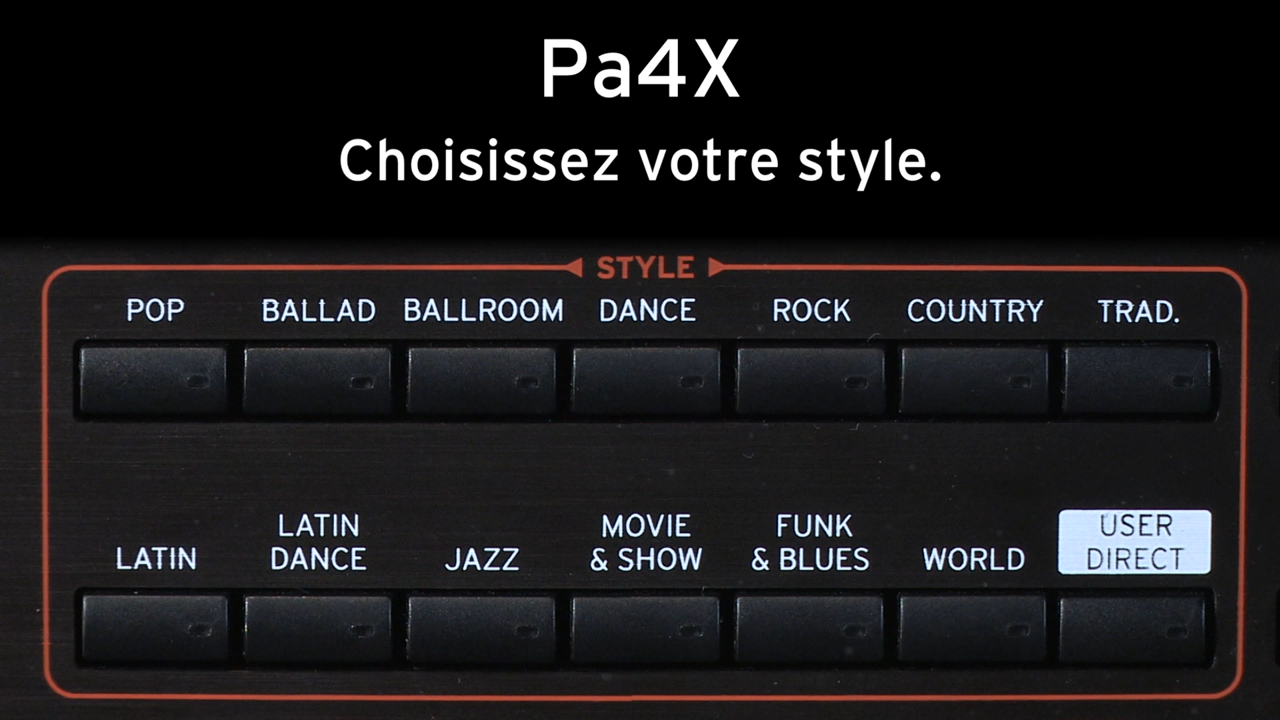 Pa4X
Choisissez votre style.
STYLE
POP BALLAD BALLROOM DANCE ROCK COUNTRY TRAD.
LATIN LATIN DANCE JAZZ MOVIE & SHOW FUNK & BLUES WORLD USER DIRECT